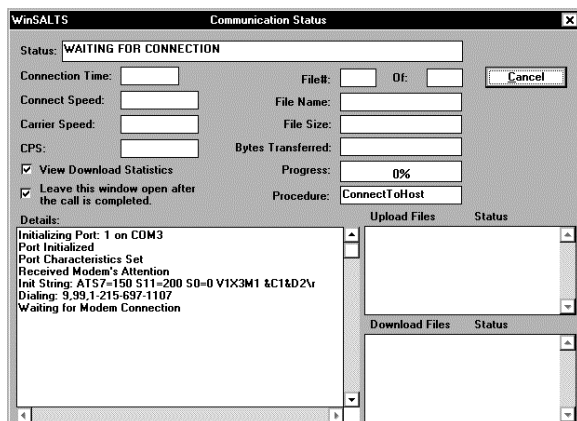 WinSALTS Communication Status
Status: WAITING FOR CONNECTION
Connection Time:
File#: Of: Cancel
Connect Speed:
File Name:
Carrier Speed:
File Size:
CPS:
Bytes Transferred:
View Download Statistics
Progress: 0%
Leave this window open after
the call is completed.
Procedure: ConnectToHost
Details:
Initializing Port: 1 on COM3
Port Initialized
Port Characteristics Set
Received Modem's Attention
Init String: ATS7=150 S11=200 S0=0 V1X3M1 &C1&D2\r
Dialing: 9,99,1-215-697-1107
Waiting for Modem Connection
Upload Files Status
Download Files Status